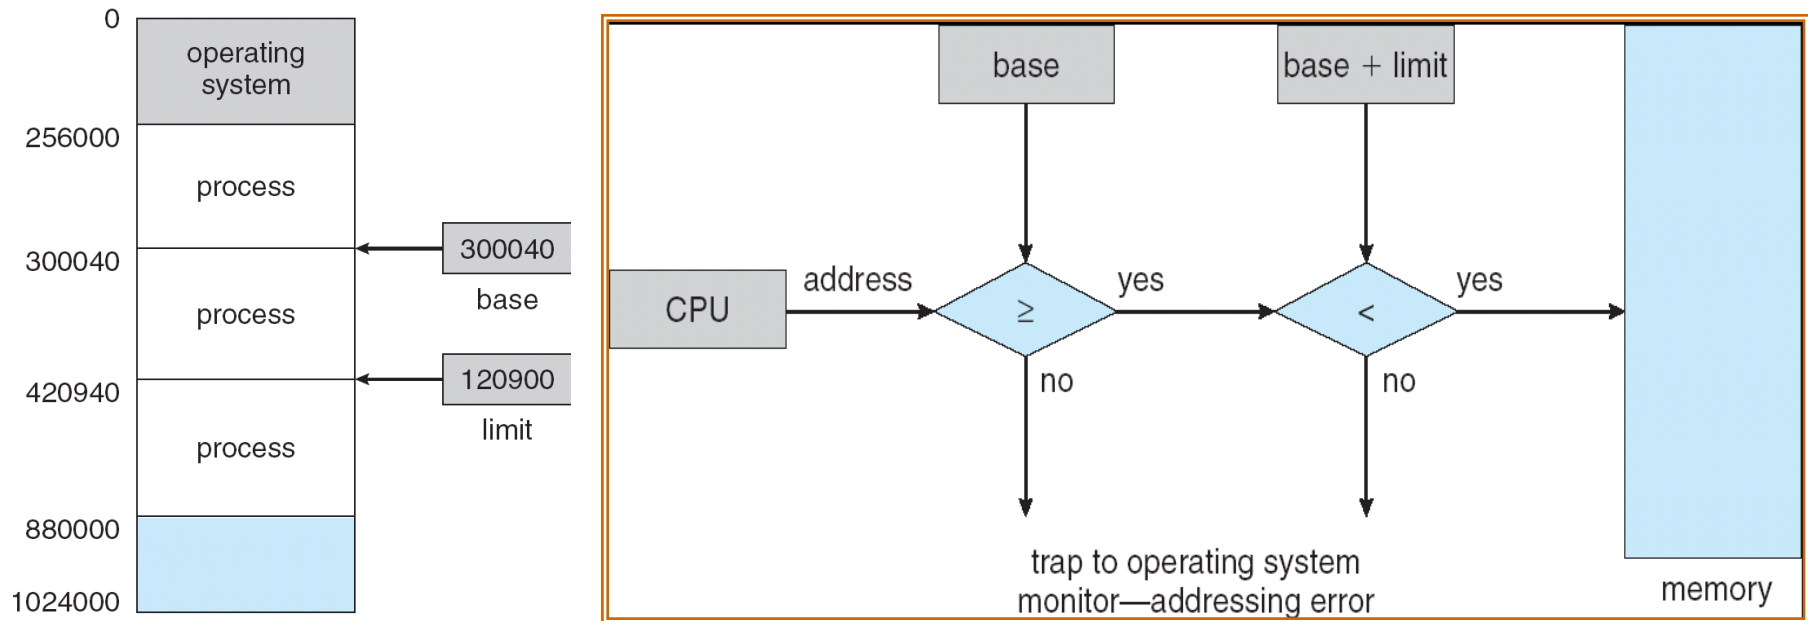 0
operating
system
256000
process
300040
base
300040
process
120900
limit
420940
process
880000
1024000
base
base + limit
CPU
address
≥
yes
<
yes
no
no
trap to operating system
monitor—addressing error
memory